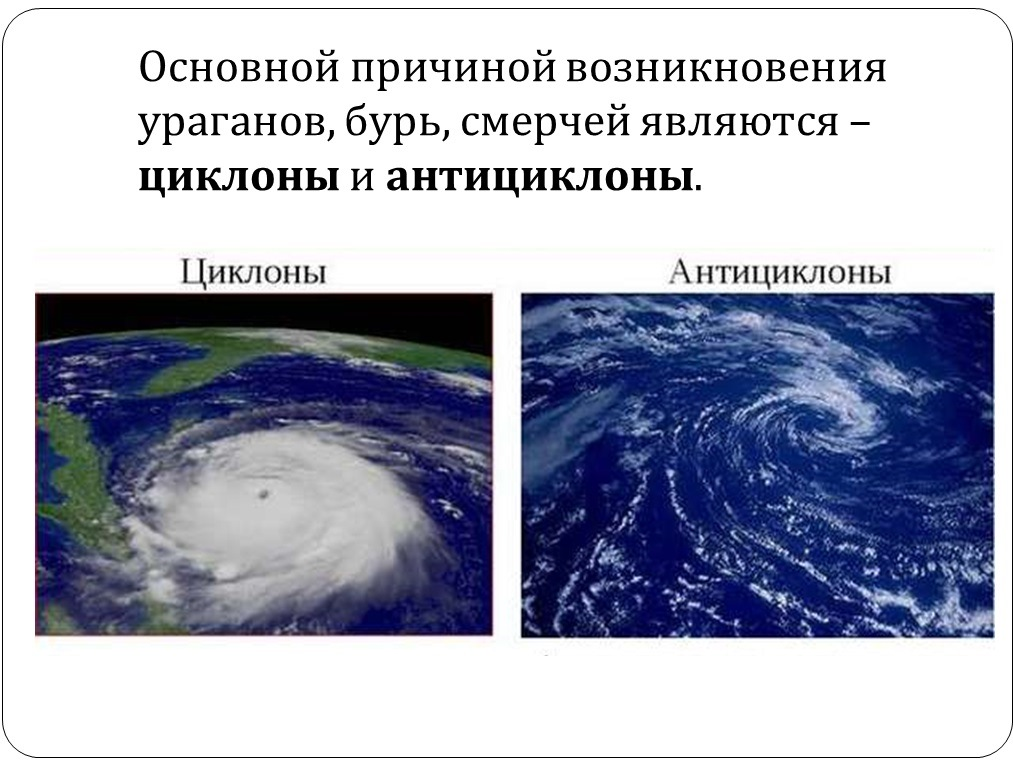 Основной причиной возникновения
ураганов, бурь, смерчей являются –
циклоны и антициклоны.
Циклоны
Антициклоны